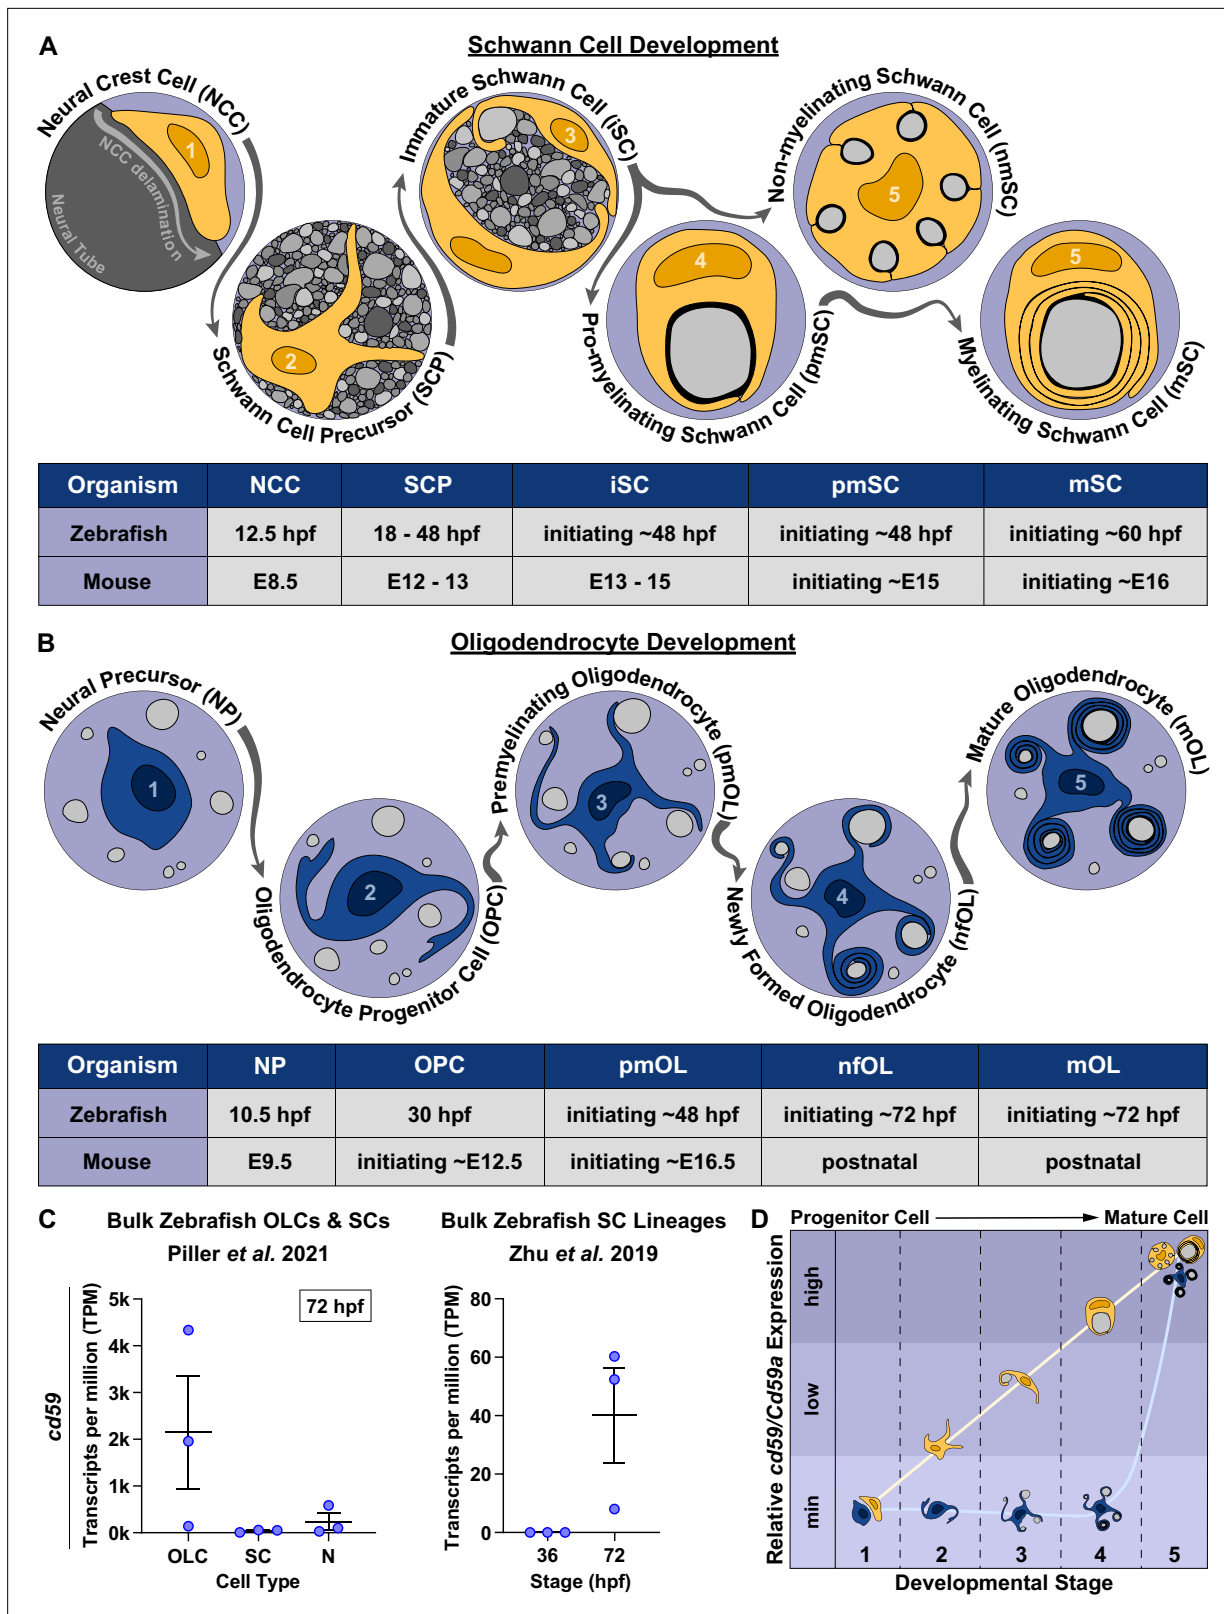 A
Schwann Cell Development
Neural Crest Cell (NCC)
NCC delamination
Neural Tube
1
Schwann Cell Precursor (SCP)
2
Immature Schwann Cell (iSC)
3
Pro-myelinating Schwann Cell (pmSC)
4
Non-myelinating Schwann Cell (nmSC)
5
Myelinating Schwann Cell (mSC)
5
Organism NCC SCP iSC pmSC mSC
Zebrafish 12.5 hpf 18 - 48 hpf initiating ~48 hpf initiating ~48 hpf initiating ~60 hpf
Mouse E8.5 E12 - 13 E13 - 15 initiating ~E15 initiating ~E16
B
Oligodendrocyte Development
Neural Precursor (NP)
1
Oligodendrocyte Progenitor Cell (OPC)
2
Premyelinating Oligodendrocyte (pmOL)
3
Newly Formed Oligodendrocyte (nfOL)
4
Mature Oligodendrocyte (mOL)
5
Organism NP OPC pmOL nfOL mOL
Zebrafish 10.5 hpf 30 hpf initiating ~48 hpf initiating ~72 hpf initiating ~72 hpf
Mouse E9.5 initiating ~E12.5 initiating ~E16.5 postnatal postnatal
C
Bulk Zebrafish OLCs & SCs
Piller et al. 2021
72 hpf
cd59
Transcripts per million (TPM)
5k
4k
3k
2k
1k
0k
OLC SC N
Cell Type
Bulk Zebrafish SC Lineages
Zhu et al. 2019
Transcripts per million (TPM)
80
60
40
20
0
36 72
Stage (hpf)
D
Progenitor Cell Mature Cell
Relative cd59/Cd59a Expression
high
low
min
1 2 3 4 5
Developmental Stage